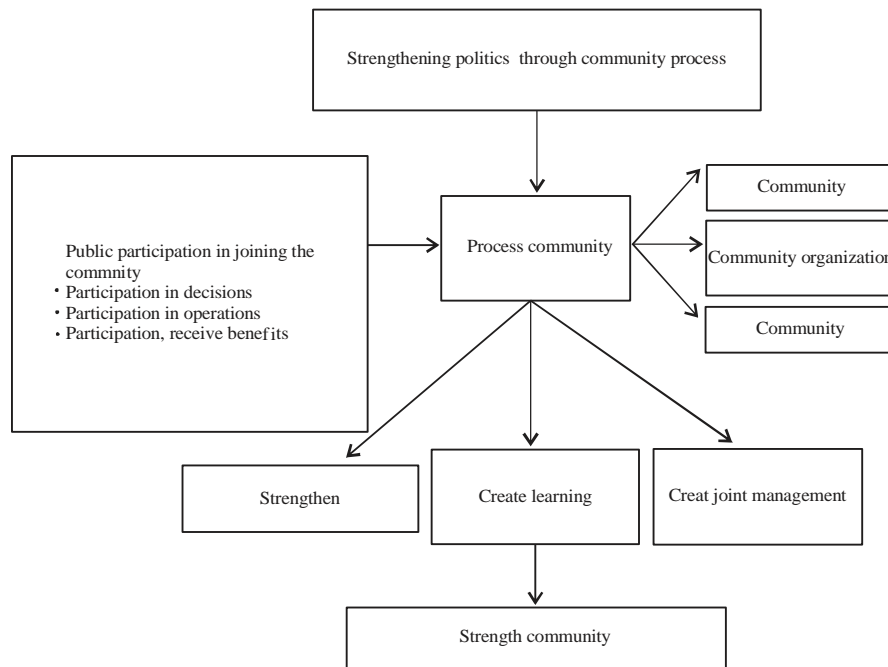 Strengthening politics through community process
Public participation in joining the
commnity
• Participation in decisions
• Participation in operations
• Participation, receive benefits
Process community
Community
Community organization
Community
Strengthen
Create learning
Creat joint management
Strength community